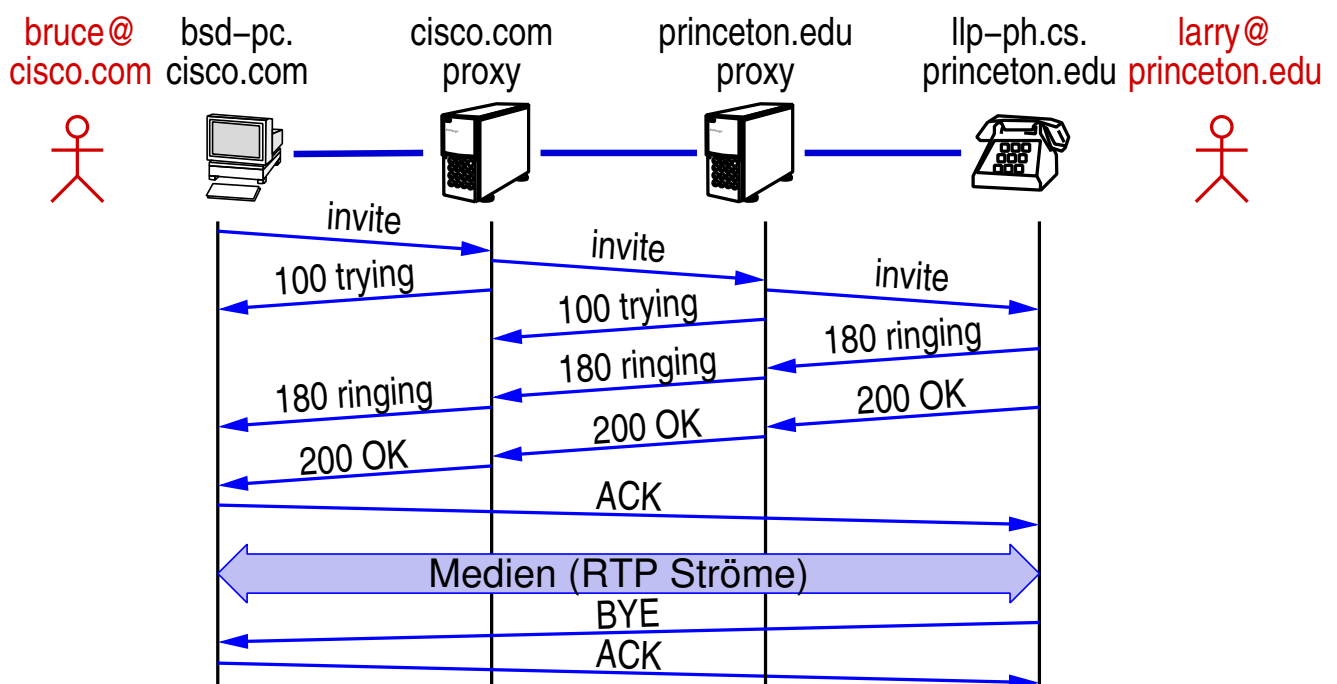 bruce@
cisco.com
bsd–pc.
cisco.com
cisco.com
proxy
princeton.edu
proxy
llp–ph.cs.
princeton.edu
larry@
princeton.edu
invite
invite
invite
100 trying
100 trying
180 ringing
180 ringing
180 ringing
200 OK
200 OK
200 OK
ACK
Medien (RTP Ströme)
BYE
ACK